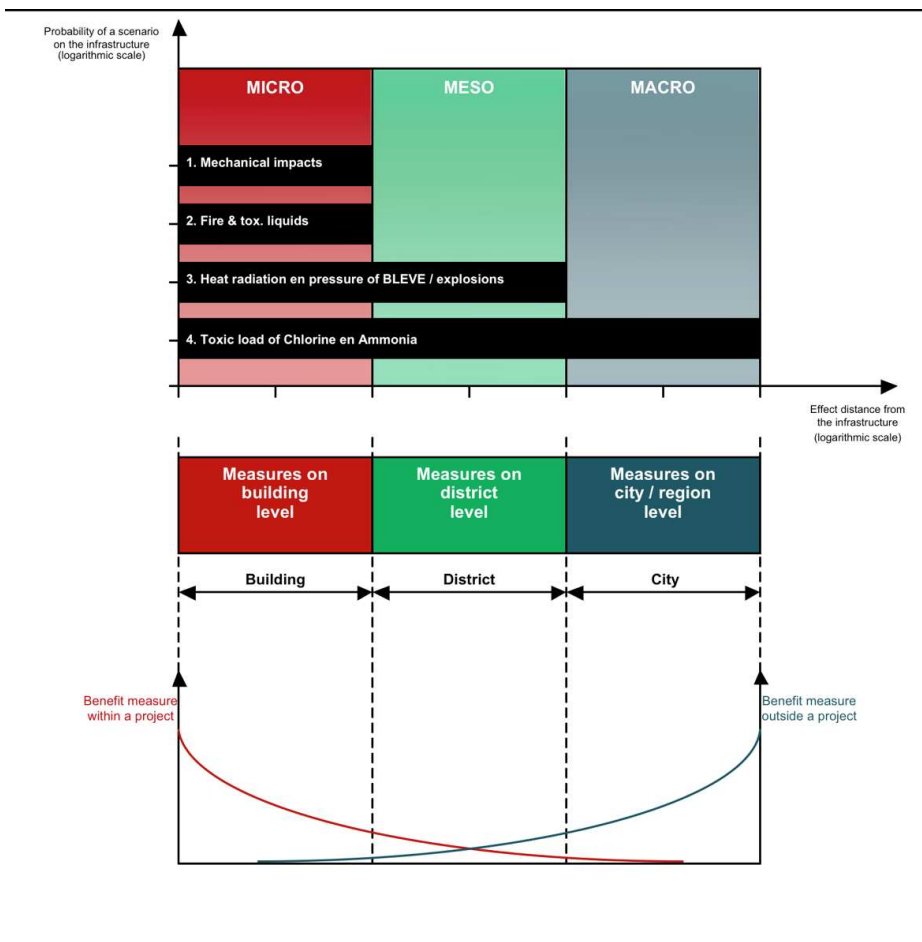 Probability of a scenario
on the infrastructure
(logarithmic scale)
MICRO
MESO
MACRO
1. Mechanical impacts
2. Fire & tox. liquids
3. Heat radiation en pressure of BLEVE / explosions
4. Toxic load of Chlorine en Ammonia
Effect distance from
the infrastructure
(logarithmic scale)
Measures on
building
level
Measures on
district
level
Measures on
city / region
level
Building
District
City
Benefit measure
within a project
Benefit measure
outside a project